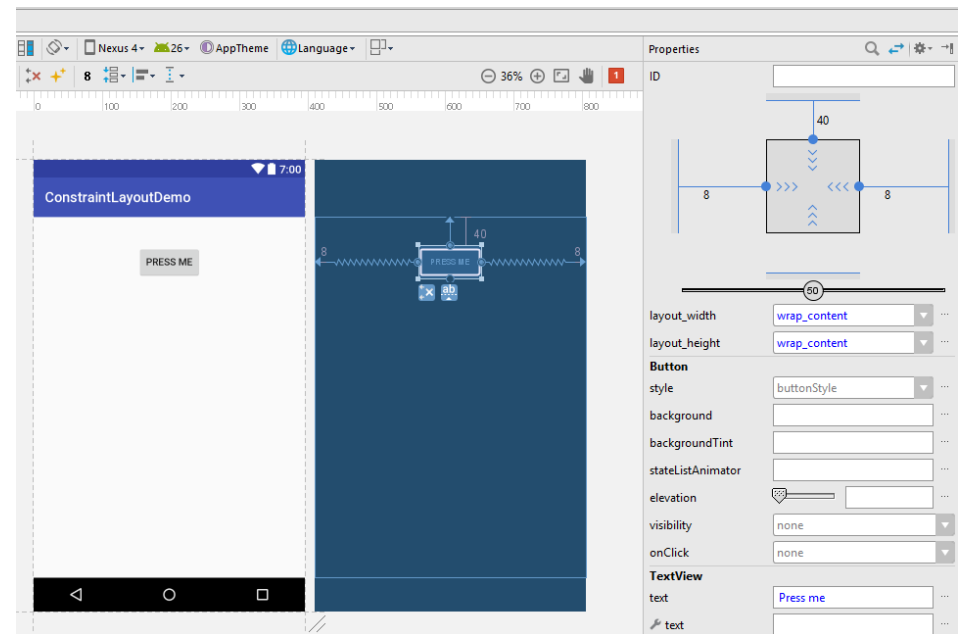 Nexus 4 26 AppTheme Language
Properties
8
36%
1
ID
0 100 200 300 400 500 600 700 800
40
7:00
ConstraintLayoutDemo
8 8
40
8 PRESS ME 8
PRESS ME
50
layout_width wrap_content
layout_height wrap_content
Button
style buttonStyle
background
backgroundTint
stateListAnimator
elevation
visibility none
onClick none
TextView
text Press me
text
ab